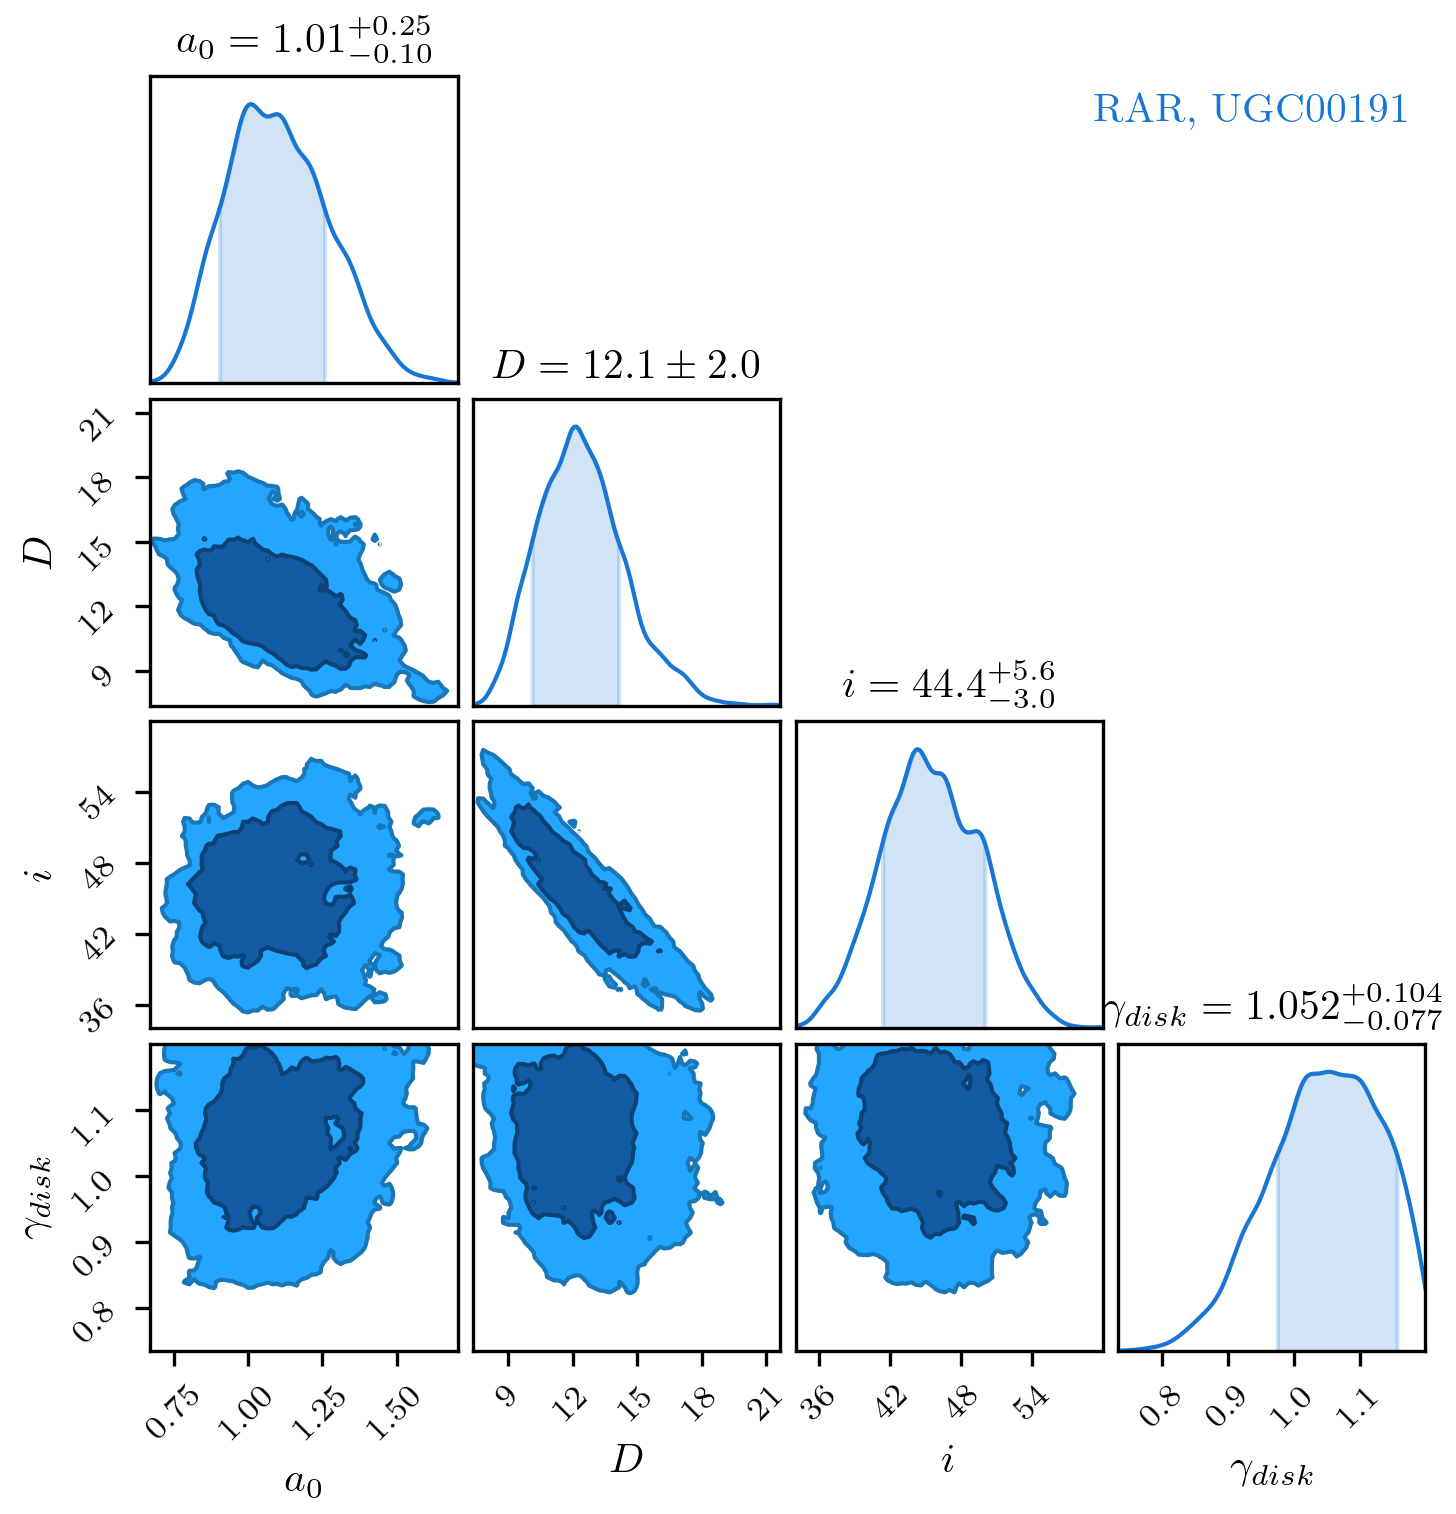 a₀ = 1.01⁺⁰·²⁵₋₀.₁₀
RAR, UGC00191
D = 12.1 ± 2.0
D
21
18
15
12
9
i = 44.4⁺⁵·⁶₋₃.₀
i
54
48
42
36
γ_disk = 1.052⁺⁰·¹⁰⁴₋₀.₀₇₇
γ_disk
1.1
1.0
0.9
0.8
0.75 1.00 1.25 1.50
9 12 15 18 21
36 42 48 54
0.8 0.9 1.0 1.1
a₀
D
i
γ_disk